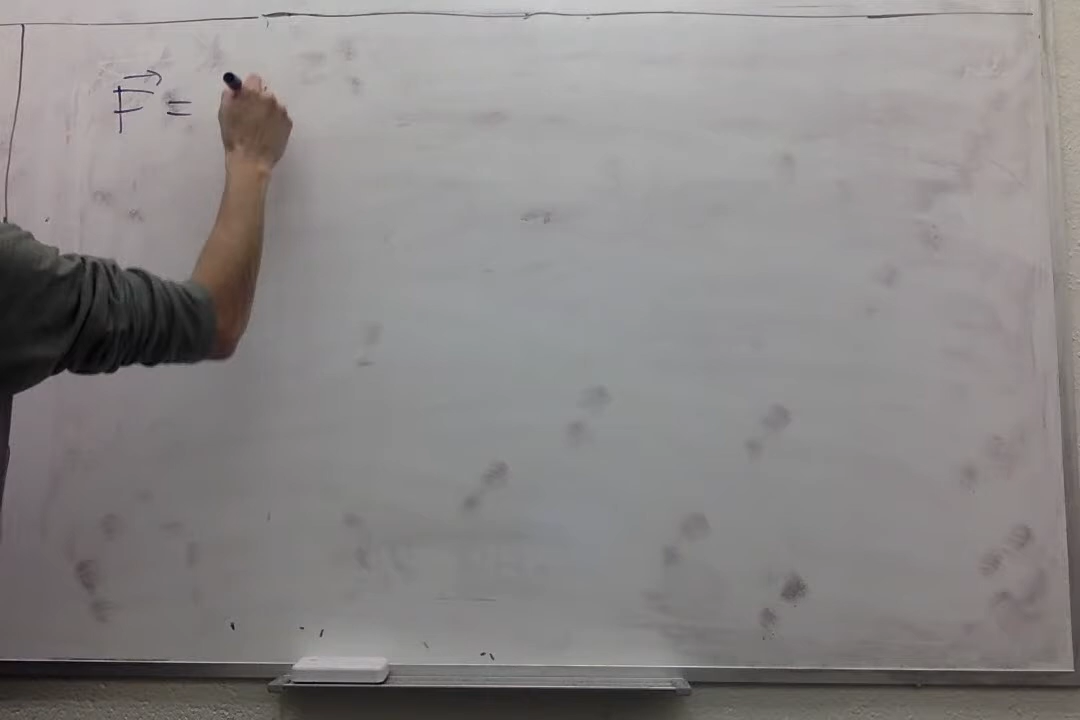 F⃗ =